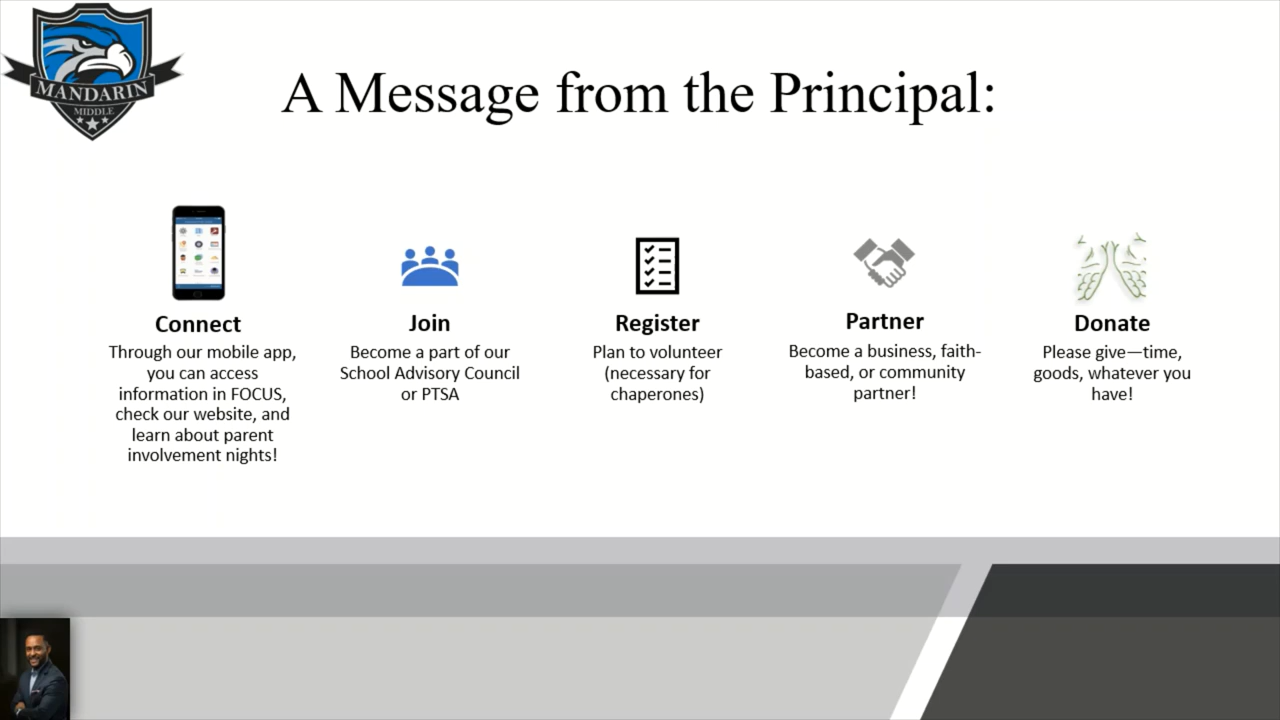 MANDARIN
MIDDLE
A Message from the Principal:
Connect
Through our mobile app,
you can access
information in FOCUS,
check our website, and
learn about parent
involvement nights!
Join
Become a part of our
School Advisory Council
or PTSA
Register
Plan to volunteer
(necessary for
chaperones)
Partner
Become a business, faith-
based, or community
partner!
Donate
Please give—time,
goods, whatever you
have!